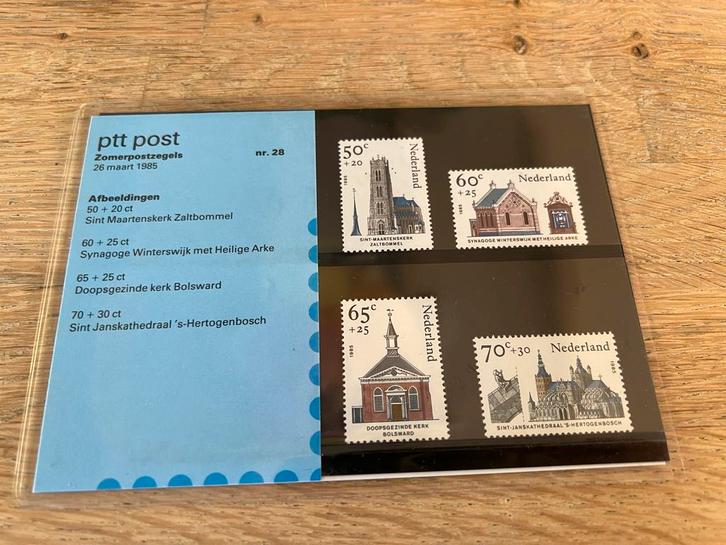 ptt post
Zomerpostzegels nr. 28
26 maart 1985
Afbeeldingen
50 + 20 ct
Sint Maartenskerk Zaltbommel
60 + 25 ct
Synagoge Winterswijk met Heilige Arke
65 + 25 ct
Doopsgezinde kerk Bolsward
70 + 30 ct
Sint Janskathedraal 's-Hertogenbosch
50c
+20
Nederland
1985
SINT-MAARTENSKERK
ZALTBOMMEL
60c
+25
Nederland
1985
SYNAGOGE WINTERSWIJK MET HEILIGE ARKE
65c
+25
Nederland
1985
DOOPSGEZINDE KERK
BOLSWARD
70c+30 Nederland
1985
SINT-JANSKATHEDRAAL 'S-HERTOGENBOSCH